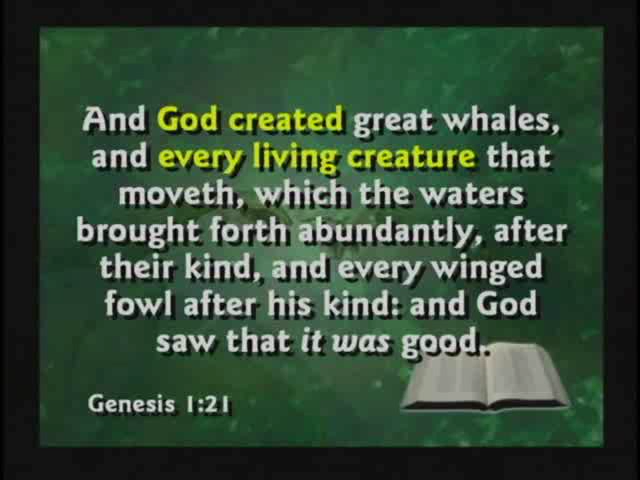 And God created great whales,
and every living creature that
moveth, which the waters
brought forth abundantly, after
their kind, and every winged
fowl after his kind: and God
saw that it was good.
Genesis 1:21